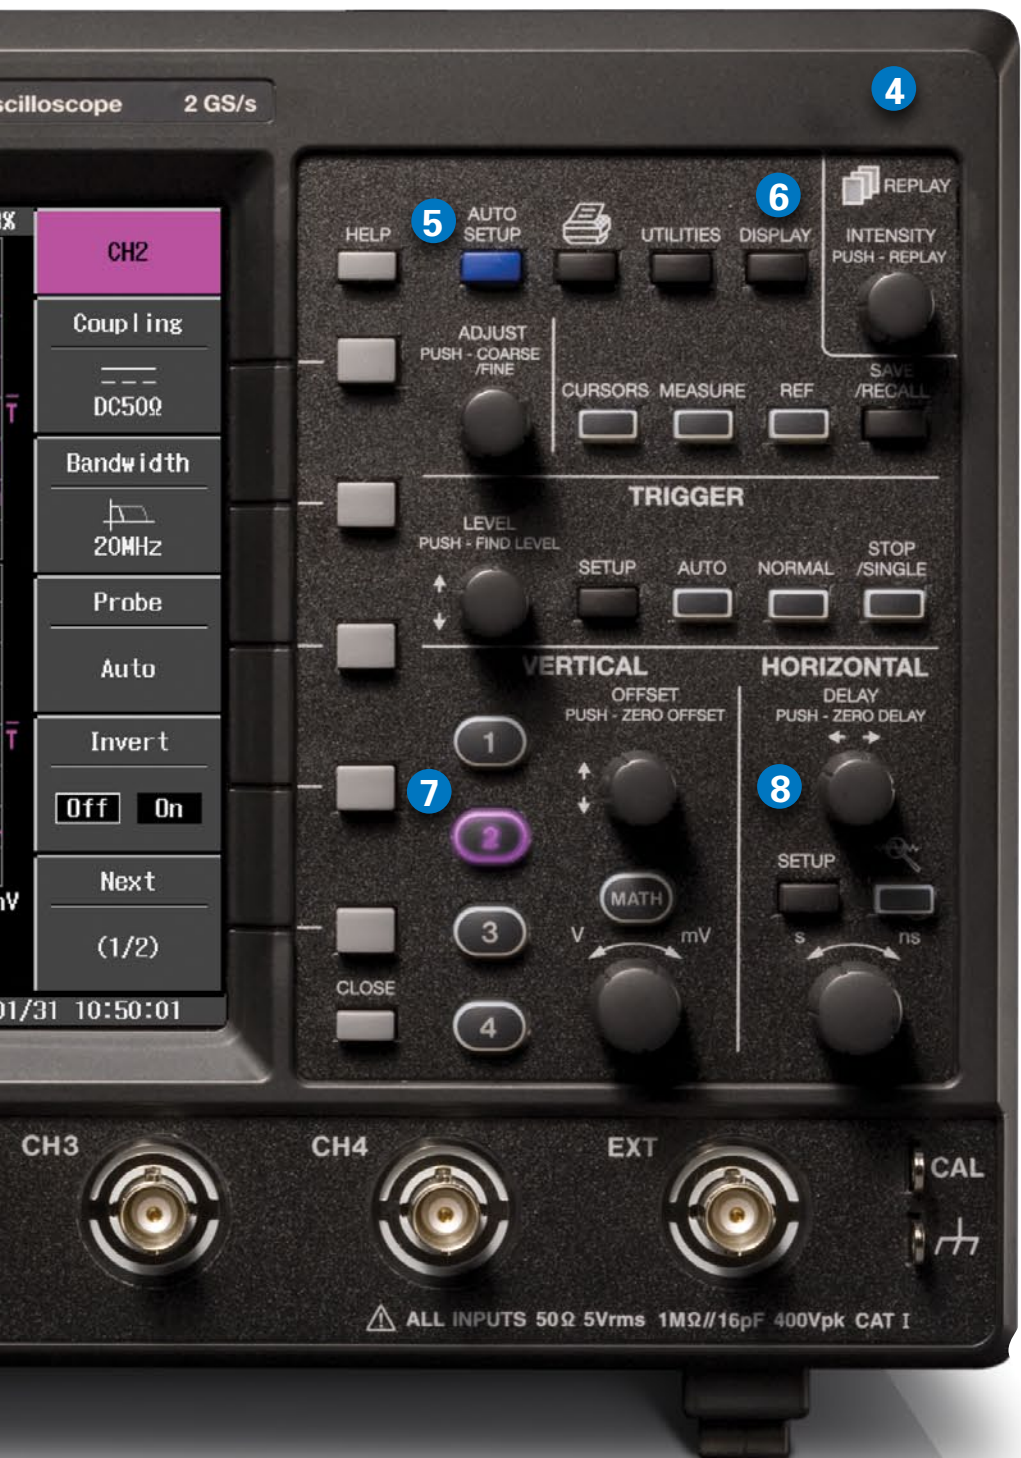 scilloscope 2 GS/s
4
CH2
Coupling
DC50Ω
Bandwidth
20MHz
Probe
Auto
Invert
Off On
Next
(1/2)
01/31 10:50:01
%
T
T
mV
5
6
REPLAY
HELP
AUTO
SETUP
UTILITIES
DISPLAY
INTENSITY
PUSH - REPLAY
ADJUST
PUSH - COARSE
/FINE
CURSORS
MEASURE
REF
SAVE
/RECALL
TRIGGER
LEVEL
PUSH - FIND LEVEL
SETUP
AUTO
NORMAL
STOP
/SINGLE
VERTICAL
OFFSET
PUSH - ZERO OFFSET
HORIZONTAL
DELAY
PUSH - ZERO DELAY
7
8
1
2
3
4
MATH
V
mV
SETUP
s
ns
CLOSE
CH3
CH4
EXT
CAL
ALL INPUTS 50Ω 5Vrms 1MΩ//16pF 400Vpk CAT I